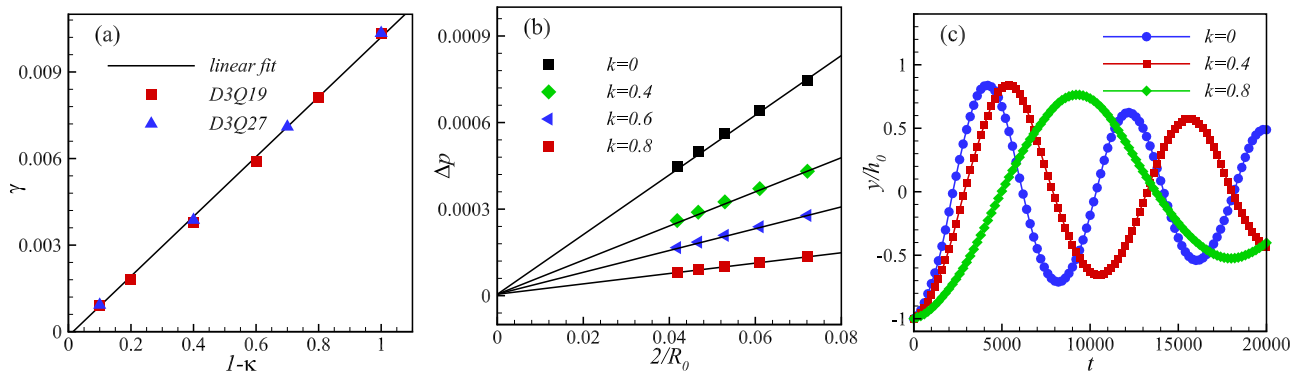 (a)
linear fit
D3Q19
D3Q27
γ
0.009
0.006
0.003
0
0
0.2
0.4
0.6
0.8
1
1-κ
(b)
k=0
k=0.4
k=0.6
k=0.8
Δp
0.0009
0.0006
0.0003
0
0
0.02
0.04
0.06
0.08
2/R0
(c)
k=0
k=0.4
k=0.8
y/h0
1
0.5
0
-0.5
-1
0
5000
10000
15000
20000
t